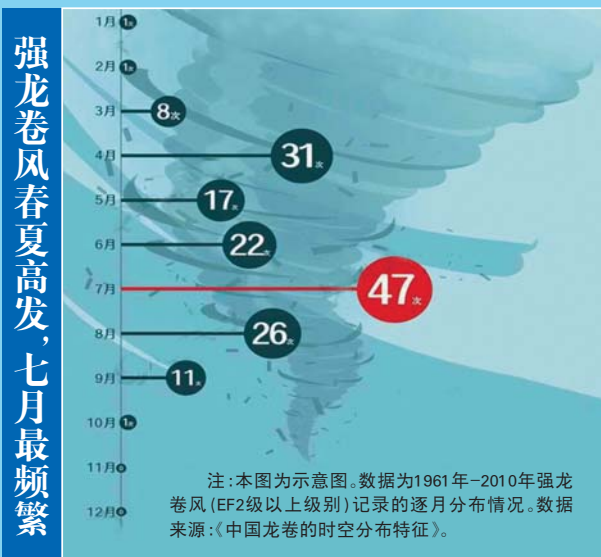 强龙卷风春夏高发，七月最频繁
1月 1次
2月 1次
3月 8次
4月 31次
5月 17次
6月 22次
7月 47次
8月 26次
9月 11次
10月 1次
11月 0
12月 0
注：本图为示意图。数据为1961年-2010年强龙
卷风（EF2级以上级别）记录的逐月分布情况。数据
来源：《中国龙卷的时空分布特征》。